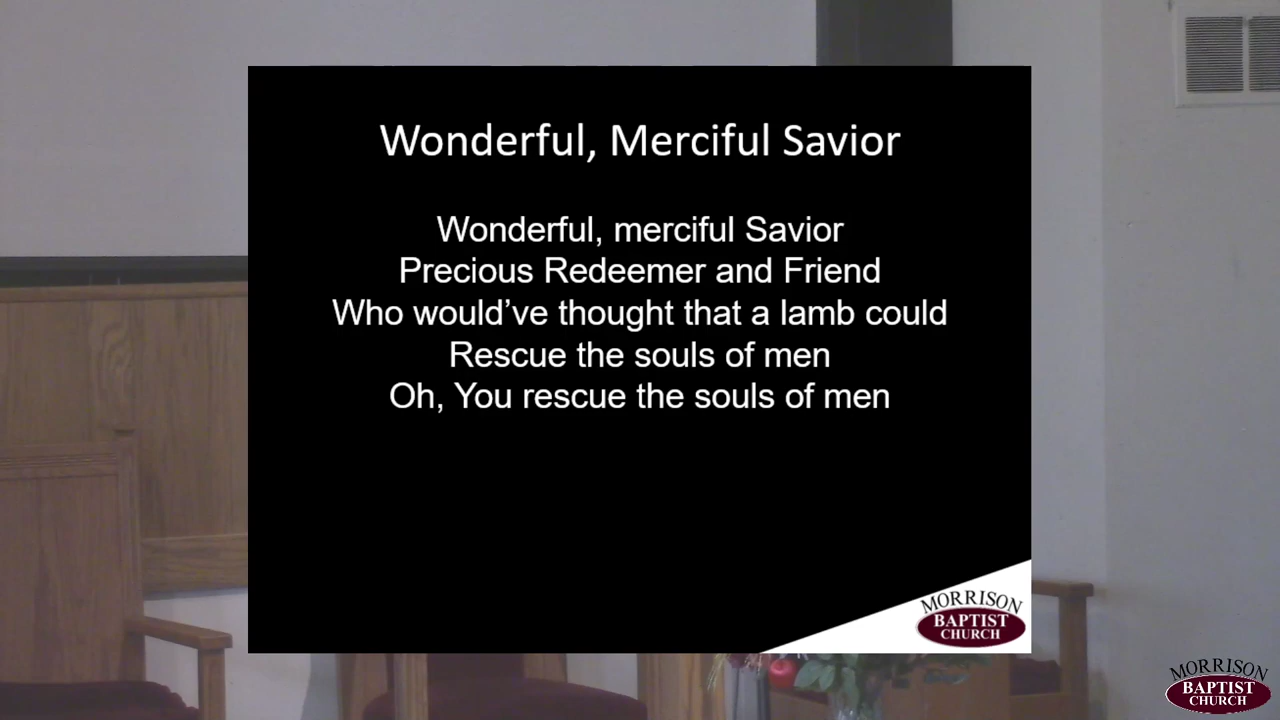 Wonderful, Merciful Savior
Wonderful, merciful Savior
Precious Redeemer and Friend
Who would’ve thought that a lamb could
Rescue the souls of men
Oh, You rescue the souls of men
MORRISON
BAPTIST
CHURCH
MORRISON
BAPTIST
CHURCH